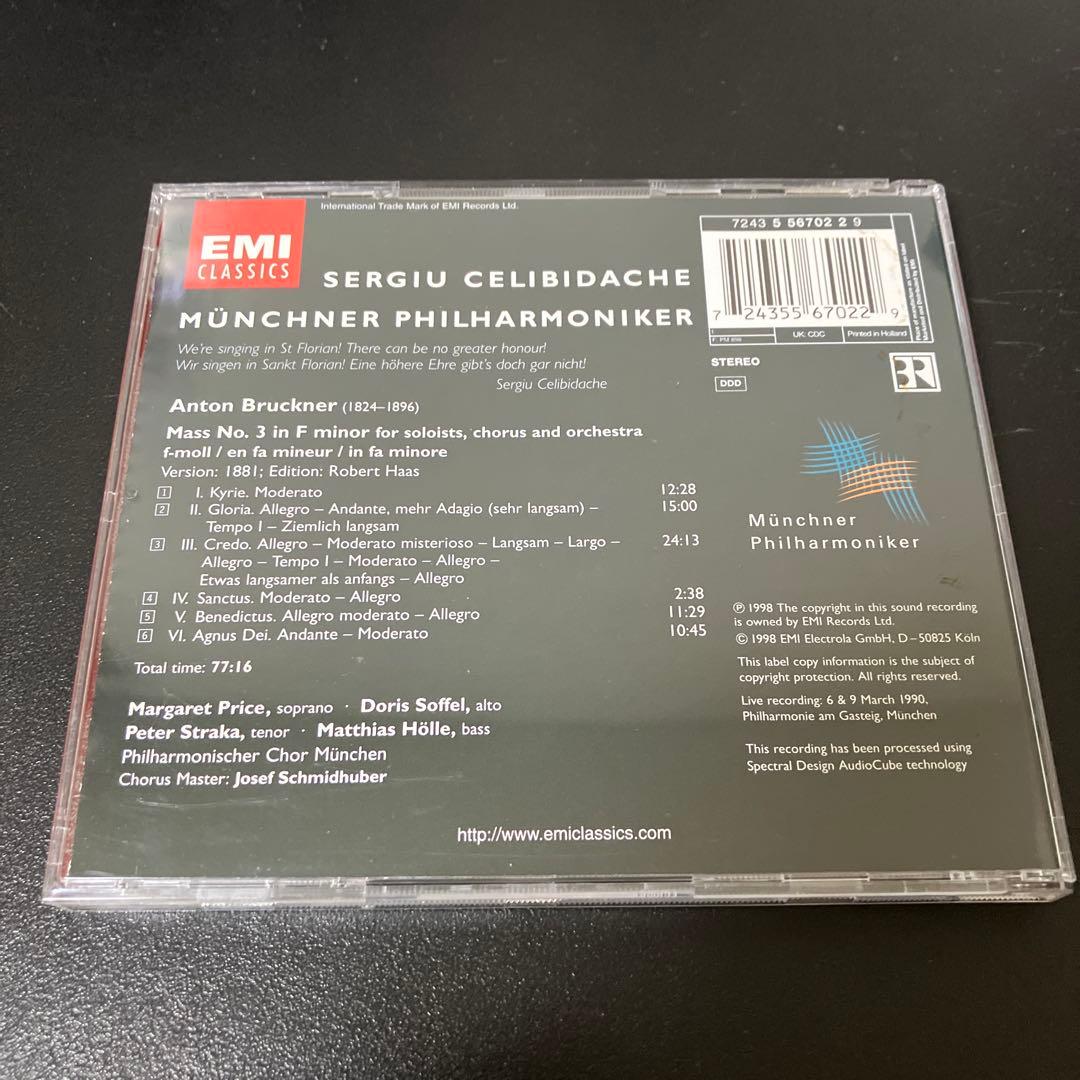 International Trade Mark of EMI Records Ltd.
EMI
CLASSICS
SERGIU CELIBIDACHE
MÜNCHNER PHILHARMONIKER
We're singing in St Florian! There can be no greater honour!
Wir singen in Sankt Florian! Eine höhere Ehre gibt's doch gar nicht!
Sergiu Celibidache
7243 5 56702 2 9
7 24355 67022 9
UK: CDC
Printed in Holland
STEREO
DDD
BR
Anton Bruckner (1824–1896)
Mass No. 3 in F minor for soloists, chorus and orchestra
f-moll / en fa mineur / in fa minore
Version: 1881; Edition: Robert Haas
1 I. Kyrie. Moderato 12:28
2 II. Gloria. Allegro – Andante, mehr Adagio (sehr langsam) – 15:00
Tempo I – Ziemlich langsam
3 III. Credo. Allegro – Moderato misterioso – Langsam – Largo – 24:13
Allegro – Tempo I – Moderato – Allegro –
Etwas langsamer als anfangs – Allegro
4 IV. Sanctus. Moderato – Allegro 2:38
5 V. Benedictus. Allegro moderato – Allegro 11:29
6 VI. Agnus Dei. Andante – Moderato 10:45
Total time: 77:16
Margaret Price, soprano · Doris Soffel, alto
Peter Straka, tenor · Matthias Hölle, bass
Philharmonischer Chor München
Chorus Master: Josef Schmidhuber
Münchner
Philharmoniker
℗ 1998 The copyright in this sound recording
is owned by EMI Records Ltd.
© 1998 EMI Electrola GmbH, D–50825 Köln
This label copy information is the subject of
copyright protection. All rights reserved.
Live recording: 6 & 9 March 1990,
Philharmonie am Gasteig, München
This recording has been processed using
Spectral Design AudioCube technology
http://www.emiclassics.com